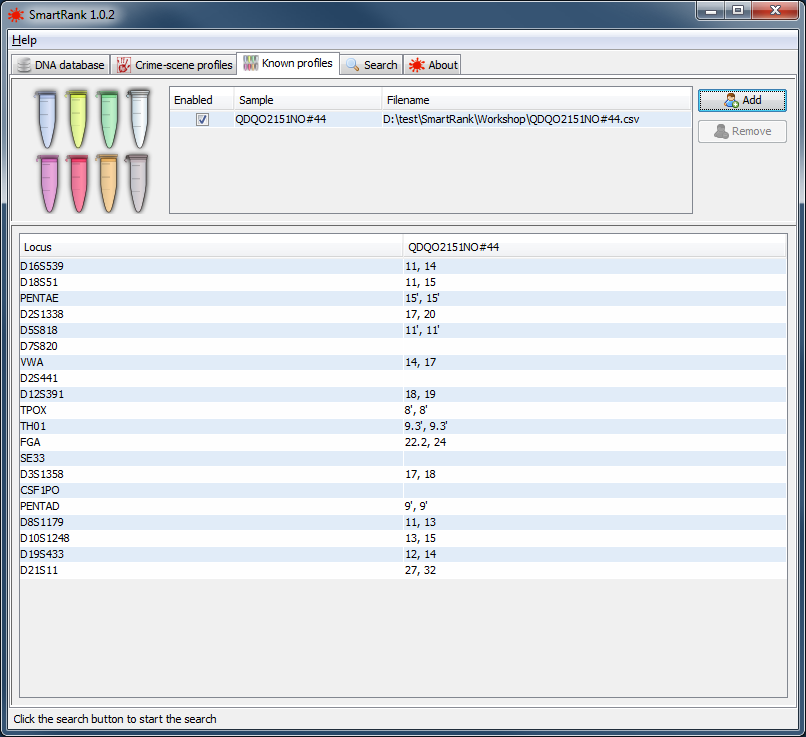 SmartRank 1.0.2
Help
DNA database Crime-scene profiles Known profiles Search About
Enabled Sample Filename
QDQO2151NO#44 D:\test\SmartRank\Workshop\QDQO2151NO#44.csv
Add
Remove
Locus QDQO2151NO#44
D16S539 11, 14
D18S51 11, 15
PENTAE 15', 15'
D2S1338 17, 20
D5S818 11', 11'
D7S820
VWA 14, 17
D2S441
D12S391 18, 19
TPOX 8', 8'
TH01 9.3', 9.3'
FGA 22.2, 24
SE33
D3S1358 17, 18
CSF1PO
PENTAD 9', 9'
D8S1179 11, 13
D10S1248 13, 15
D19S433 12, 14
D21S11 27, 32
Click the search button to start the search